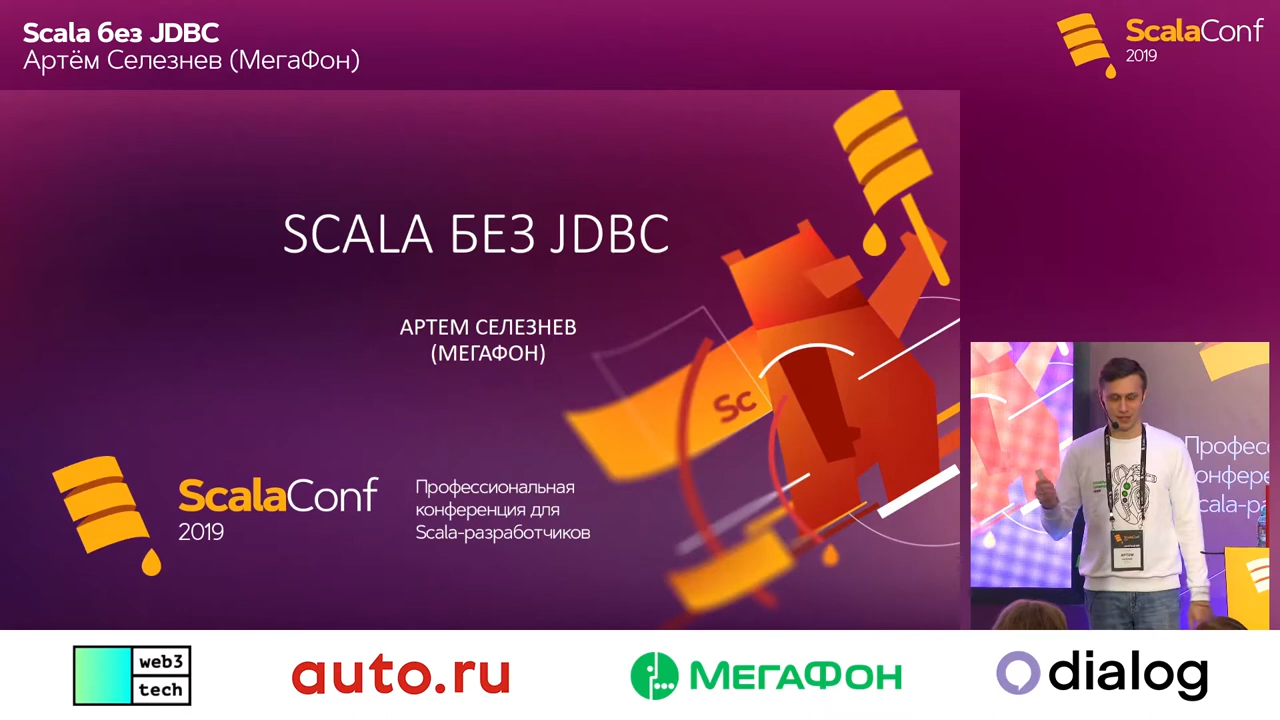 Scala без JDBC
Артём Селезнев (МегаФон)
ScalaConf
2019
SCALA БЕЗ JDBC
АРТЕМ СЕЛЕЗНЕВ
(МЕГАФОН)
Sc
ScalaConf
2019
Профессиональная
конференция для
Scala-разработчиков
web3
tech
auto.ru
МЕГАФОН
dialog